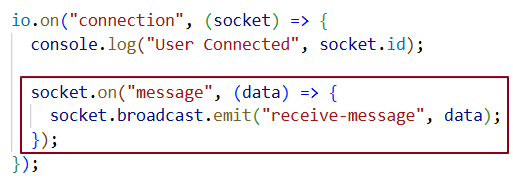 io.on("connection", (socket) => {
  console.log("User Connected", socket.id);

  socket.on("message", (data) => {
    socket.broadcast.emit("receive-message", data);
  });
});